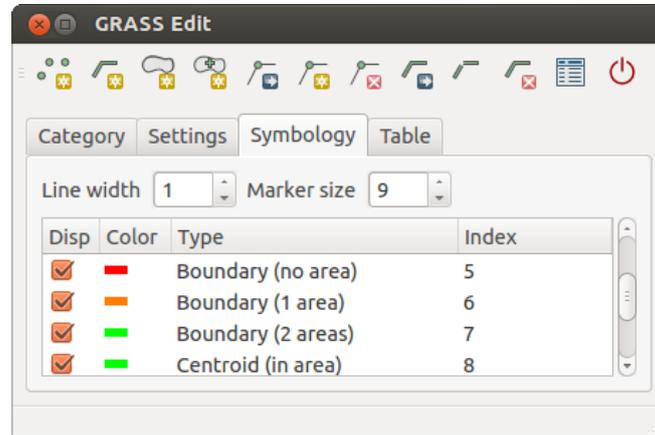 GRASS Edit
Category Settings Symbology Table
Line width 1 Marker size 9
Disp Color Type Index
Boundary (no area) 5
Boundary (1 area) 6
Boundary (2 areas) 7
Centroid (in area) 8